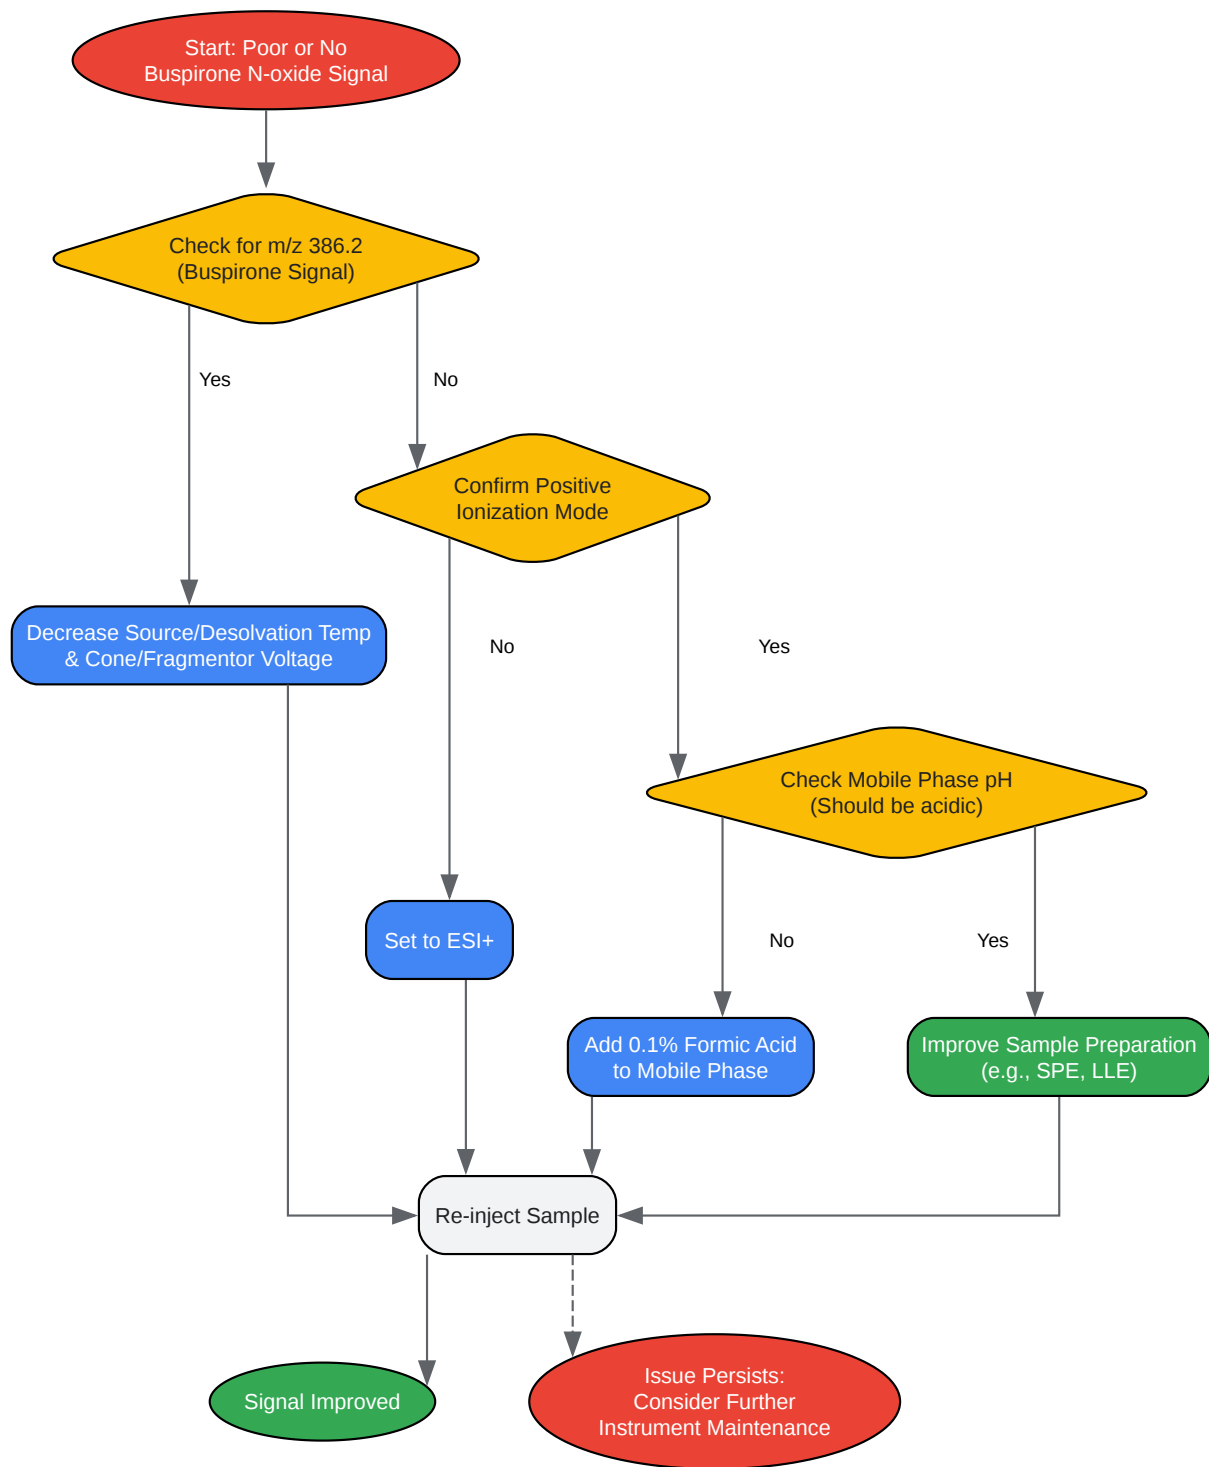 Start: Poor or No
Buspirone N-oxide Signal
Check for m/z 386.2
(Buspirone Signal)
Yes
No
Confirm Positive
Ionization Mode
Decrease Source/Desolvation Temp
& Cone/Fragmentor Voltage
No
Yes
Check Mobile Phase pH
(Should be acidic)
Set to ESI+
No
Yes
Add 0.1% Formic Acid
to Mobile Phase
Improve Sample Preparation
(e.g., SPE, LLE)
Re-inject Sample
Signal Improved
Issue Persists:
Consider Further
Instrument Maintenance